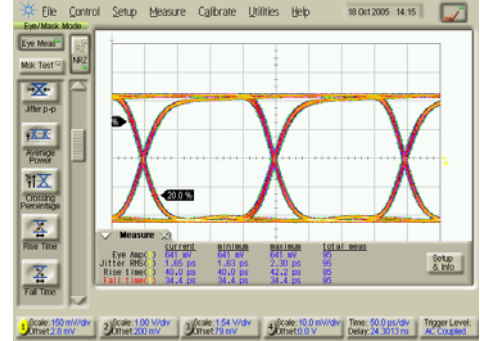 File Control Setup Measure Calibrate Utilities Help 18 Oct 2005 14:15
Eye/Mask Mode
Eye Meas
NRZ
Msk Test
Jitter p-p
Average
Power
Crossing
Percentage
Rise Time
Fall Time
%
20.0 %
Measure
current minimum maximum total meas
Eye Amp( ) 641 mV 641 mV 641 mV 95
Jitter RMS( ) 1.65 ps 1.63 ps 2.30 ps 95
Rise time( ) 40.0 ps 40.0 ps 42.2 ps 95
Fall time( ) 34.4 ps 34.4 ps 34.4 ps 95
Setup
& Info
1 Scale:150 mV/div 2 Scale:1.00 V/div 3 Scale:1.54 V/div 4 Scale:10.0 mV/div Time: 50.0 ps/div Trigger Level:
Offset:2.8 mV Offset:200 mV Offset:79 mV Offset:0.0 V Delay:24.3013 ns AC Coupled